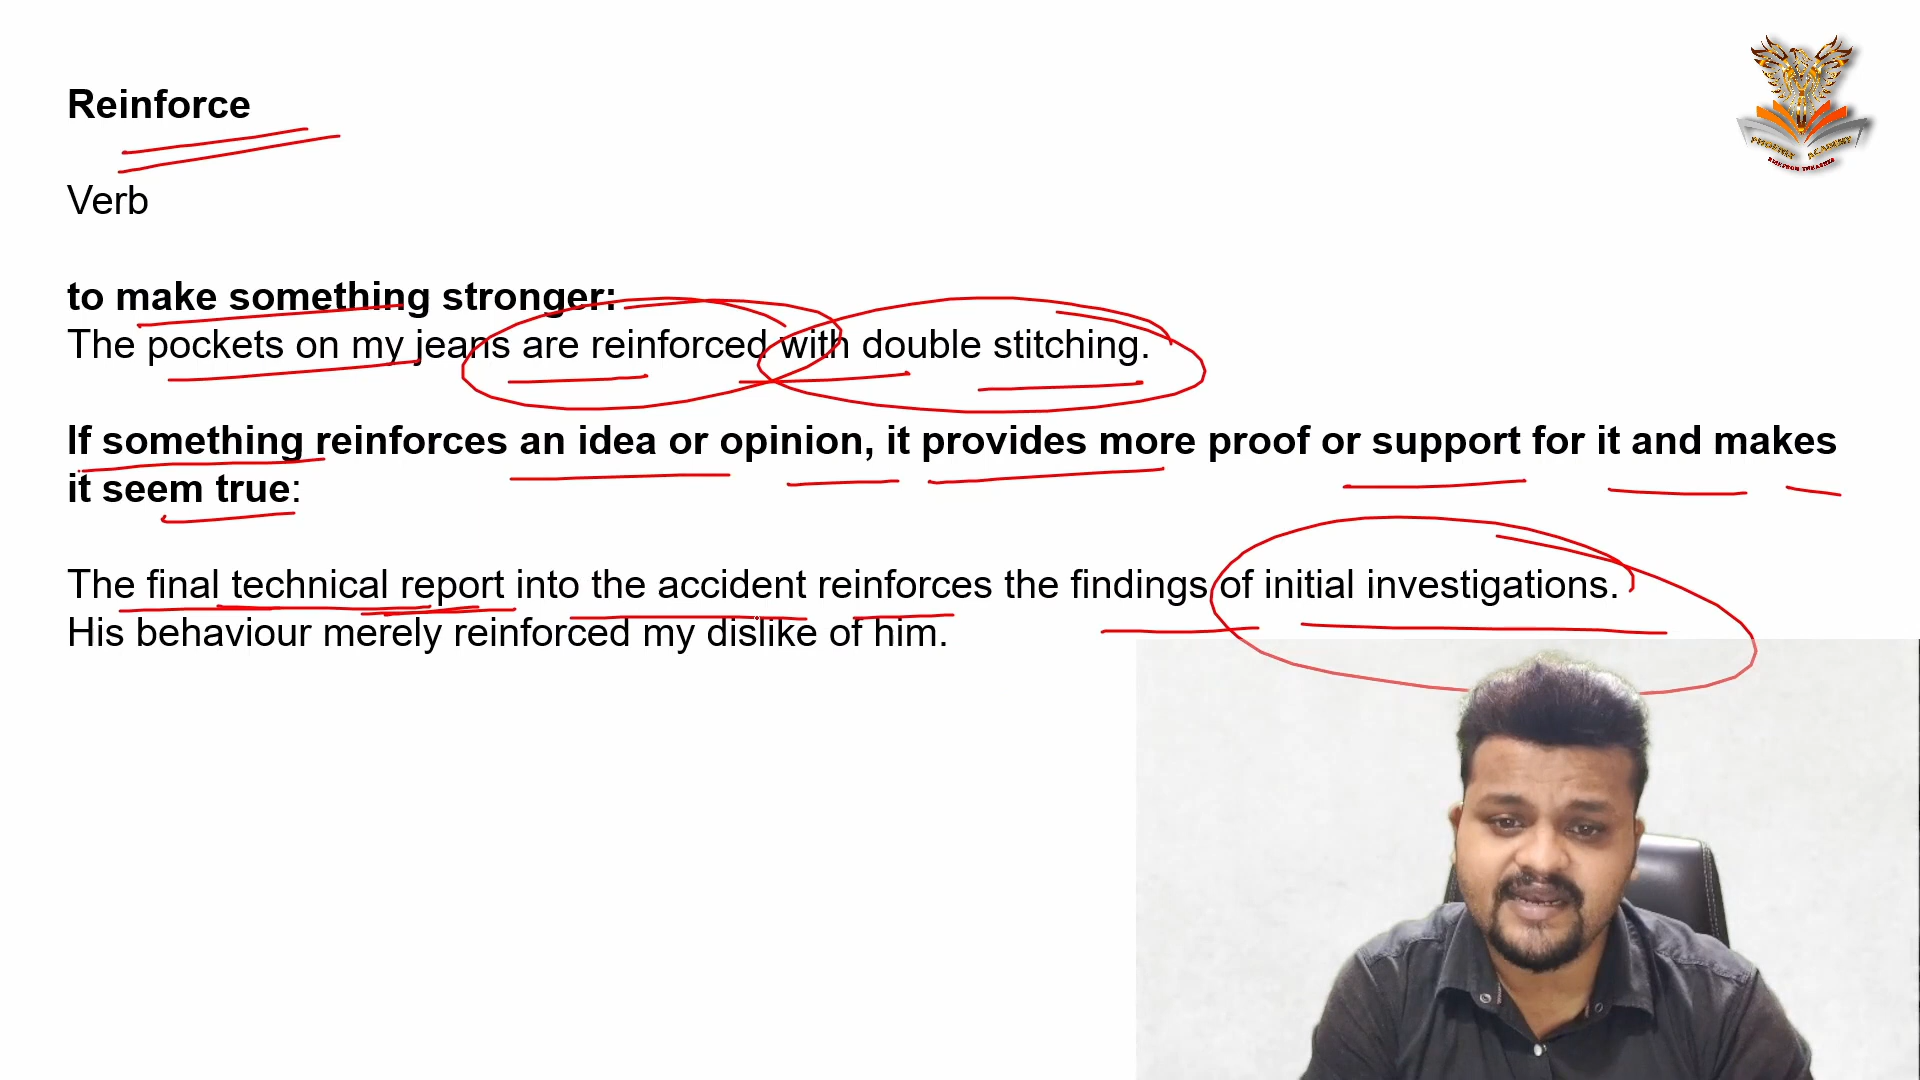 Reinforce
Verb
to make something stronger:
The pockets on my jeans are reinforced with double stitching.
If something reinforces an idea or opinion, it provides more proof or support for it and makes
it seem true:
The final technical report into the accident reinforces the findings of initial investigations.
His behaviour merely reinforced my dislike of him.
PHOENIX ACADEMY